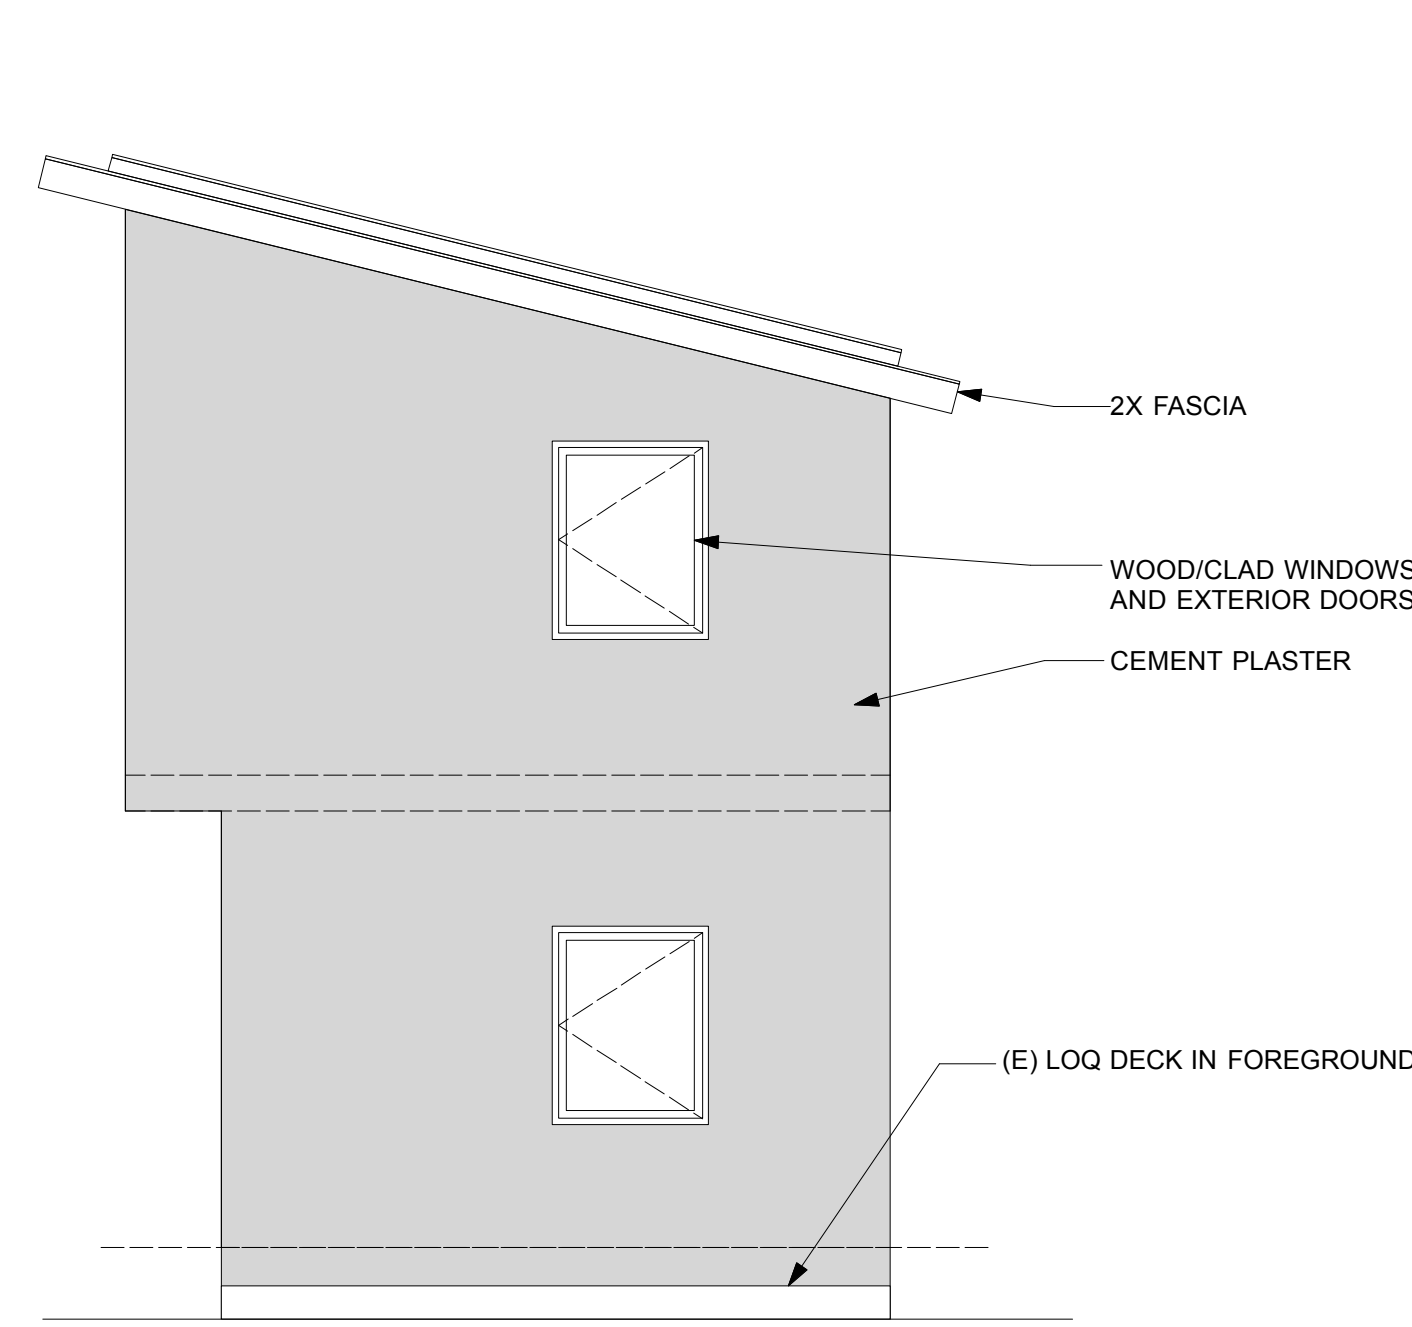 2X FASCIA
WOOD/CLAD WINDOWS
AND EXTERIOR DOORS
CEMENT PLASTER
(E) LOQ DECK IN FOREGROUND